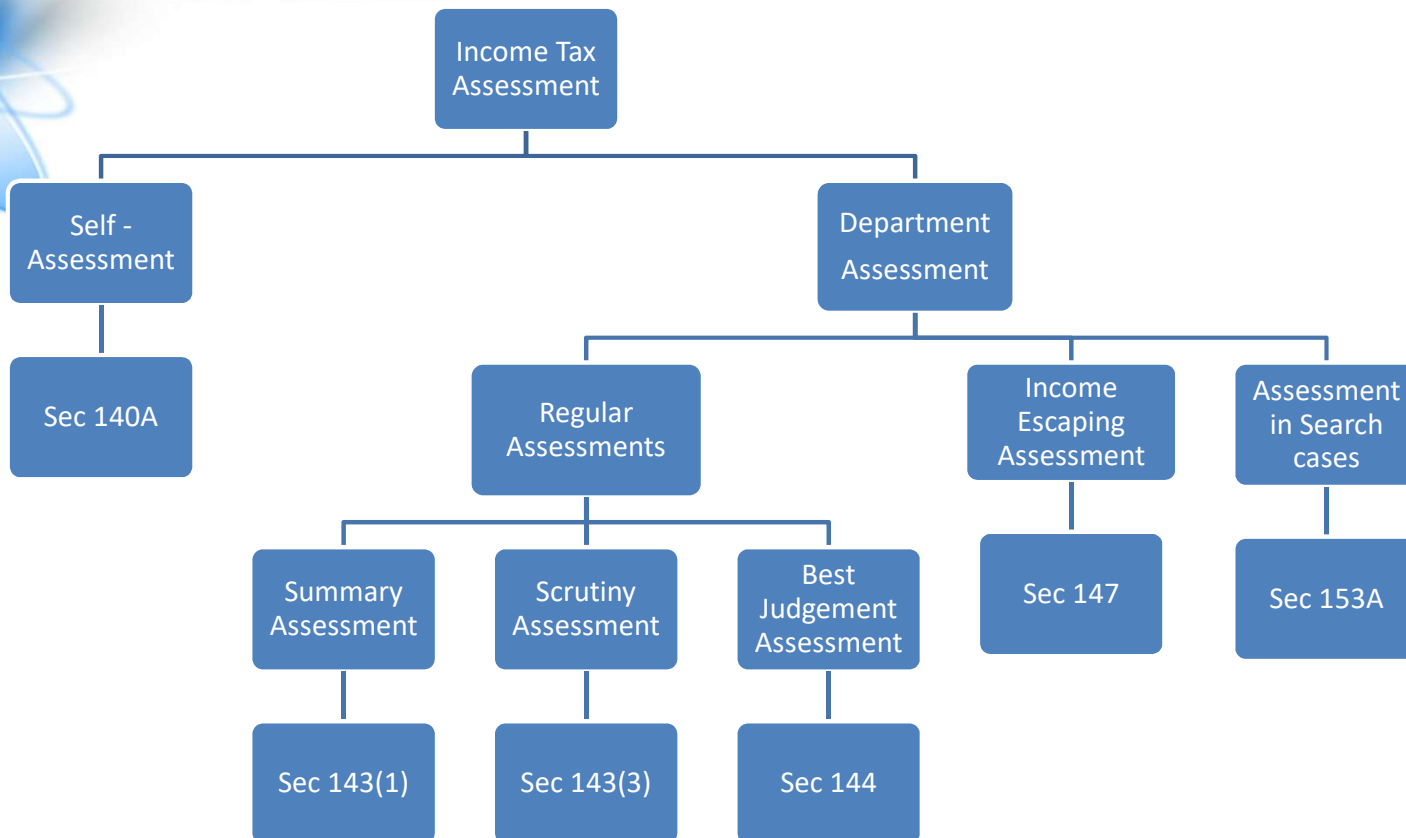 Income Tax
Assessment
Self -
Assessment
Department
Assessment
Sec 140A
Regular
Assessments
Income
Escaping
Assessment
Assessment
in Search
cases
Summary
Assessment
Scrutiny
Assessment
Best
Judgement
Assessment
Sec 147
Sec 153A
Sec 143(1)
Sec 143(3)
Sec 144